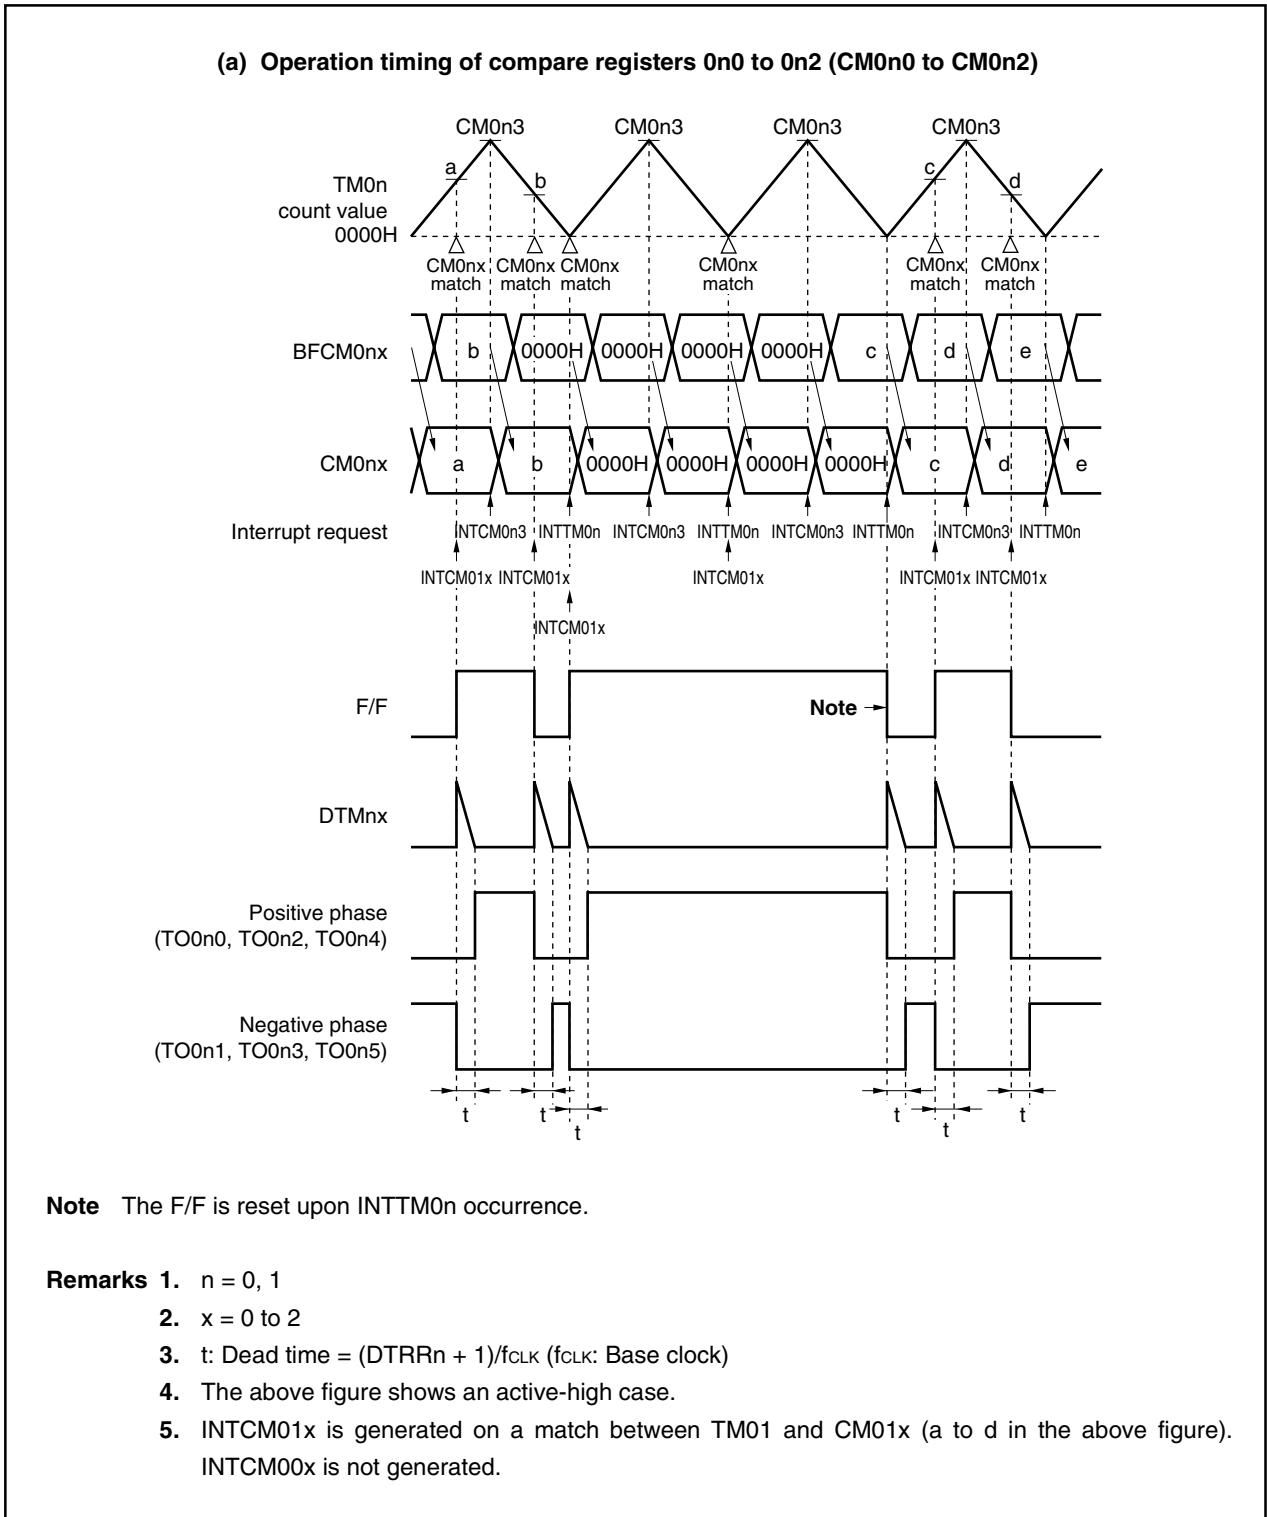 (a) Operation timing of compare registers 0n0 to 0n2 (CM0n0 to CM0n2)
CM0n3 CM0n3 CM0n3 CM0n3
a b c d
TM0n
count value
0000H
CM0nx match CM0nx match CM0nx match CM0nx match CM0nx match CM0nx match
BFCM0nx b 0000H 0000H 0000H 0000H c d e
CM0nx a b 0000H 0000H 0000H 0000H c d e
Interrupt request INTCM0n3 INTTM0n INTCM0n3 INTTM0n INTCM0n3 INTTM0n INTCM0n3 INTTM0n
INTCM01x INTCM01x INTCM01x INTCM01x INTCM01x
INTCM01x
F/F Note
DTMnx
Positive phase
(TO0n0, TO0n2, TO0n4)
Negative phase
(TO0n1, TO0n3, TO0n5)
t t t t t t
Note The F/F is reset upon INTTM0n occurrence.
Remarks 1. n = 0, 1
2. x = 0 to 2
3. t: Dead time = (DTRRn + 1)/fCLK (fCLK: Base clock)
4. The above figure shows an active-high case.
5. INTCM01x is generated on a match between TM01 and CM01x (a to d in the above figure).
INTCM00x is not generated.